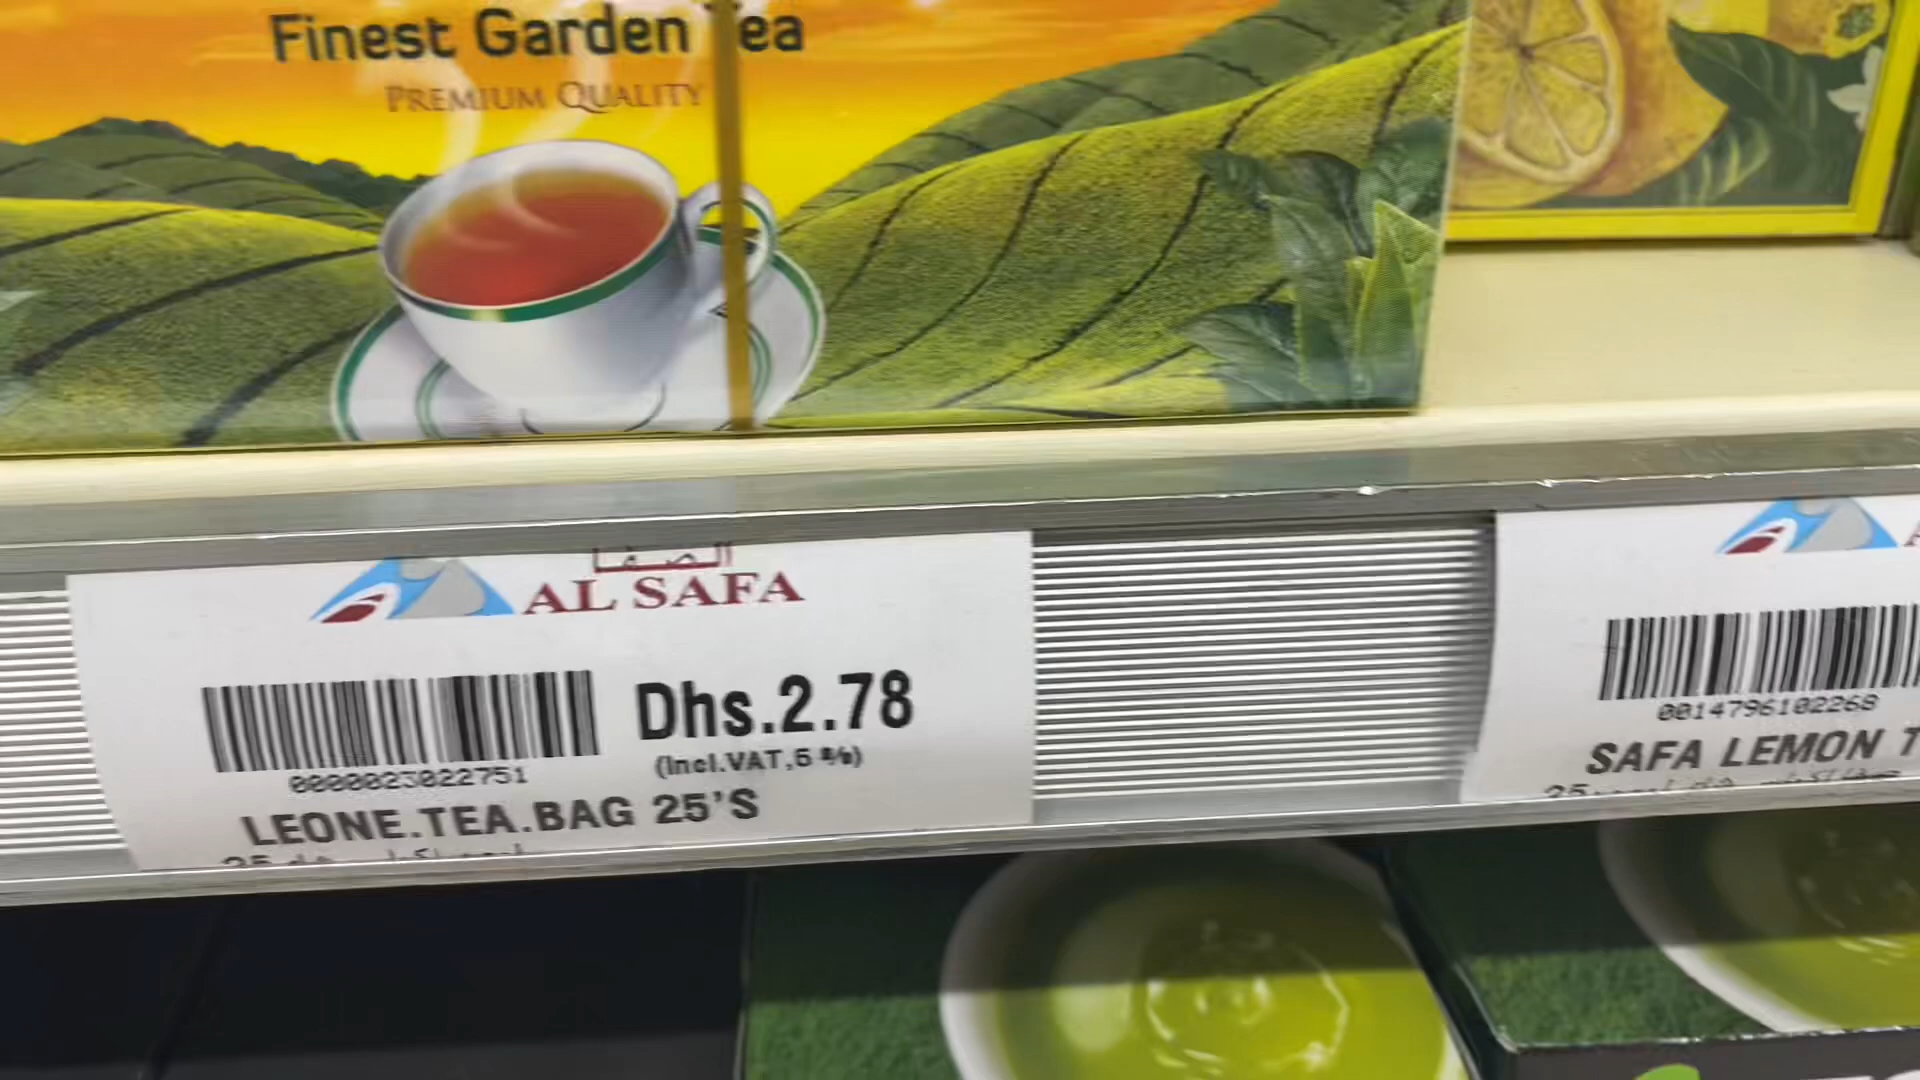 Finest Garden Tea
PREMIUM QUALITY
الصفا
AL SAFA
Dhs.2.78
(Incl.VAT,5 %)
0000023022751
LEONE.TEA.BAG 25'S
0014796102268
SAFA LEMON